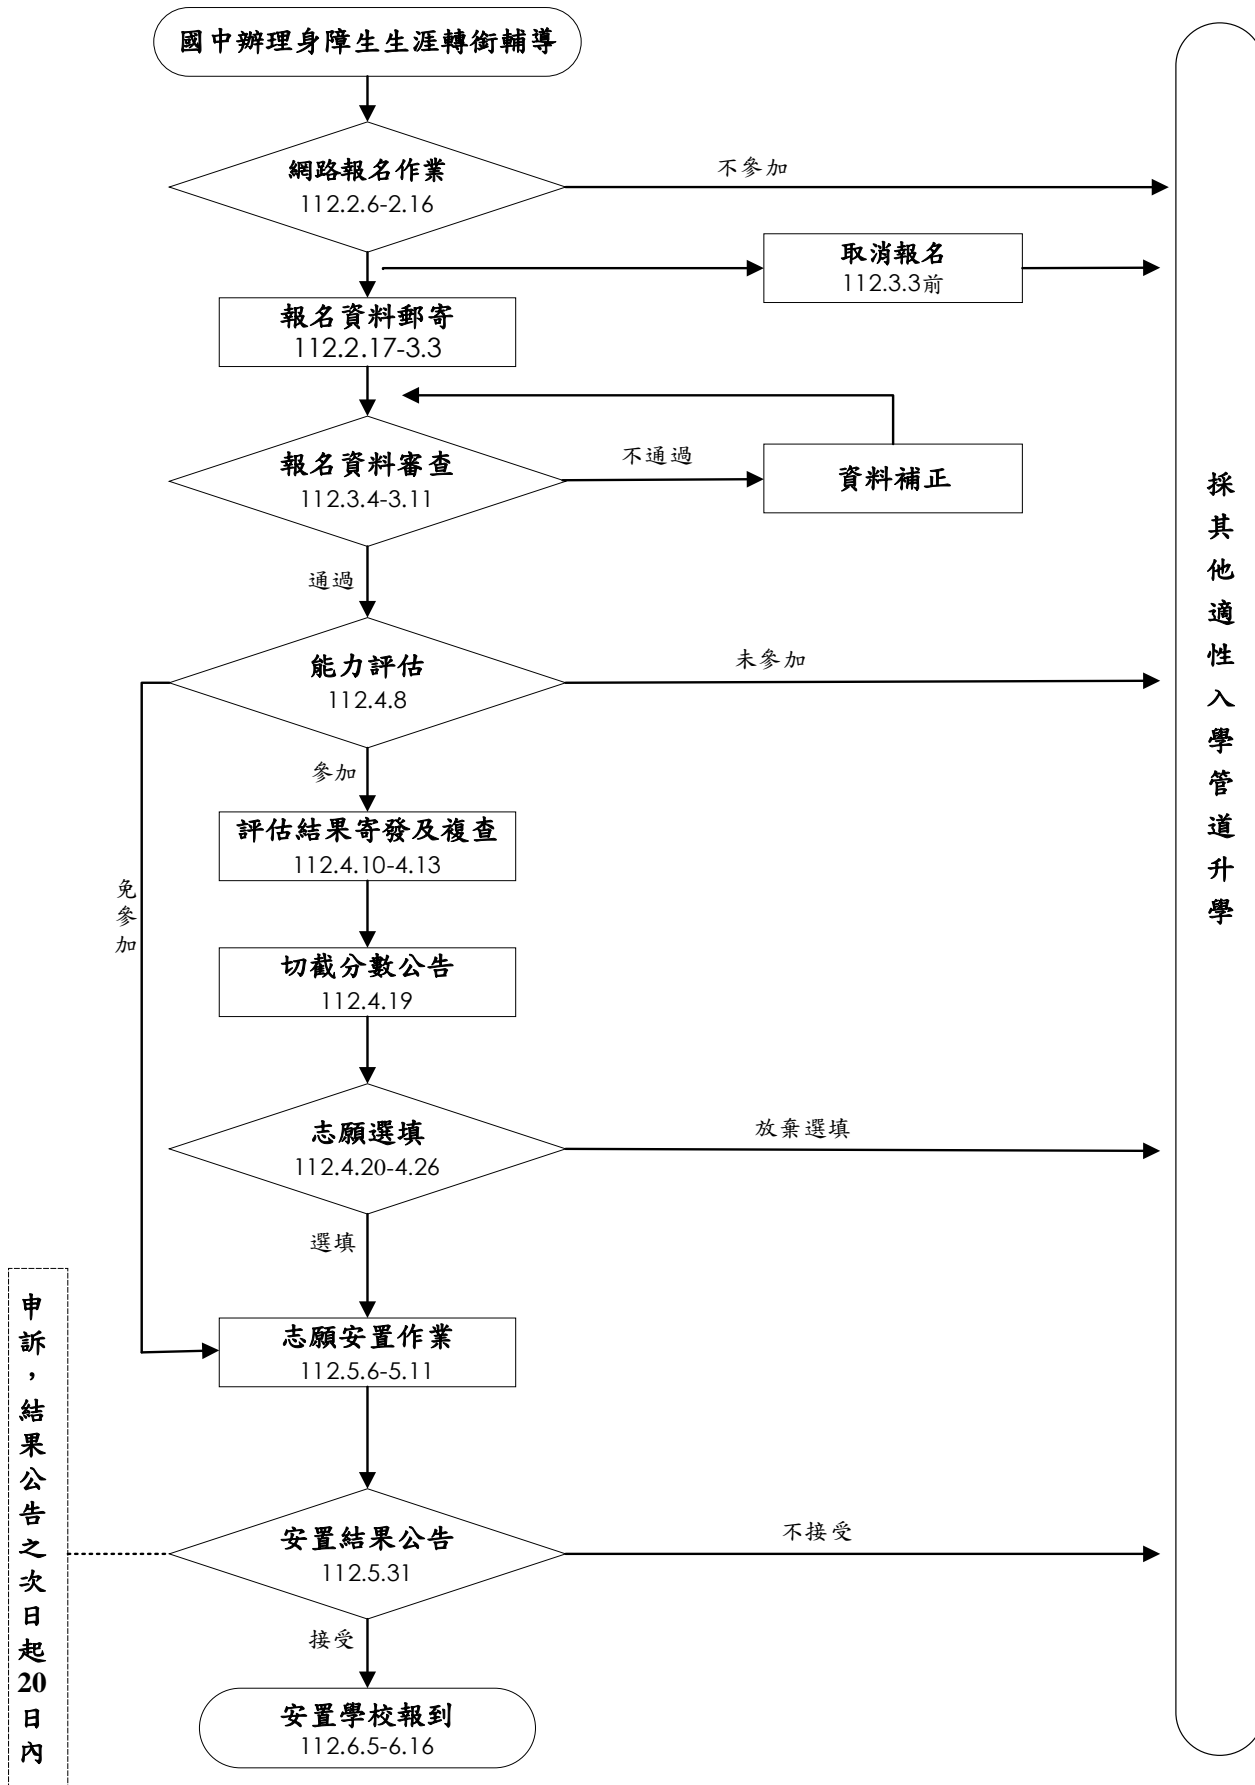 國中辦理身障生生涯轉銜輔導
網路報名作業
112.2.6-2.16
不參加
取消報名
112.3.3前
報名資料郵寄
112.2.17-3.3
報名資料審查
112.3.4-3.11
不通過
資料補正
通過
能力評估
112.4.8
未參加
參加
免參加
評估結果寄發及複查
112.4.10-4.13
切截分數公告
112.4.19
志願選填
112.4.20-4.26
放棄選填
選填
志願安置作業
112.5.6-5.11
安置結果公告
112.5.31
不接受
接受
安置學校報到
112.6.5-6.16
申訴，結果公告之次日起20日內
採其他適性入學管道升學